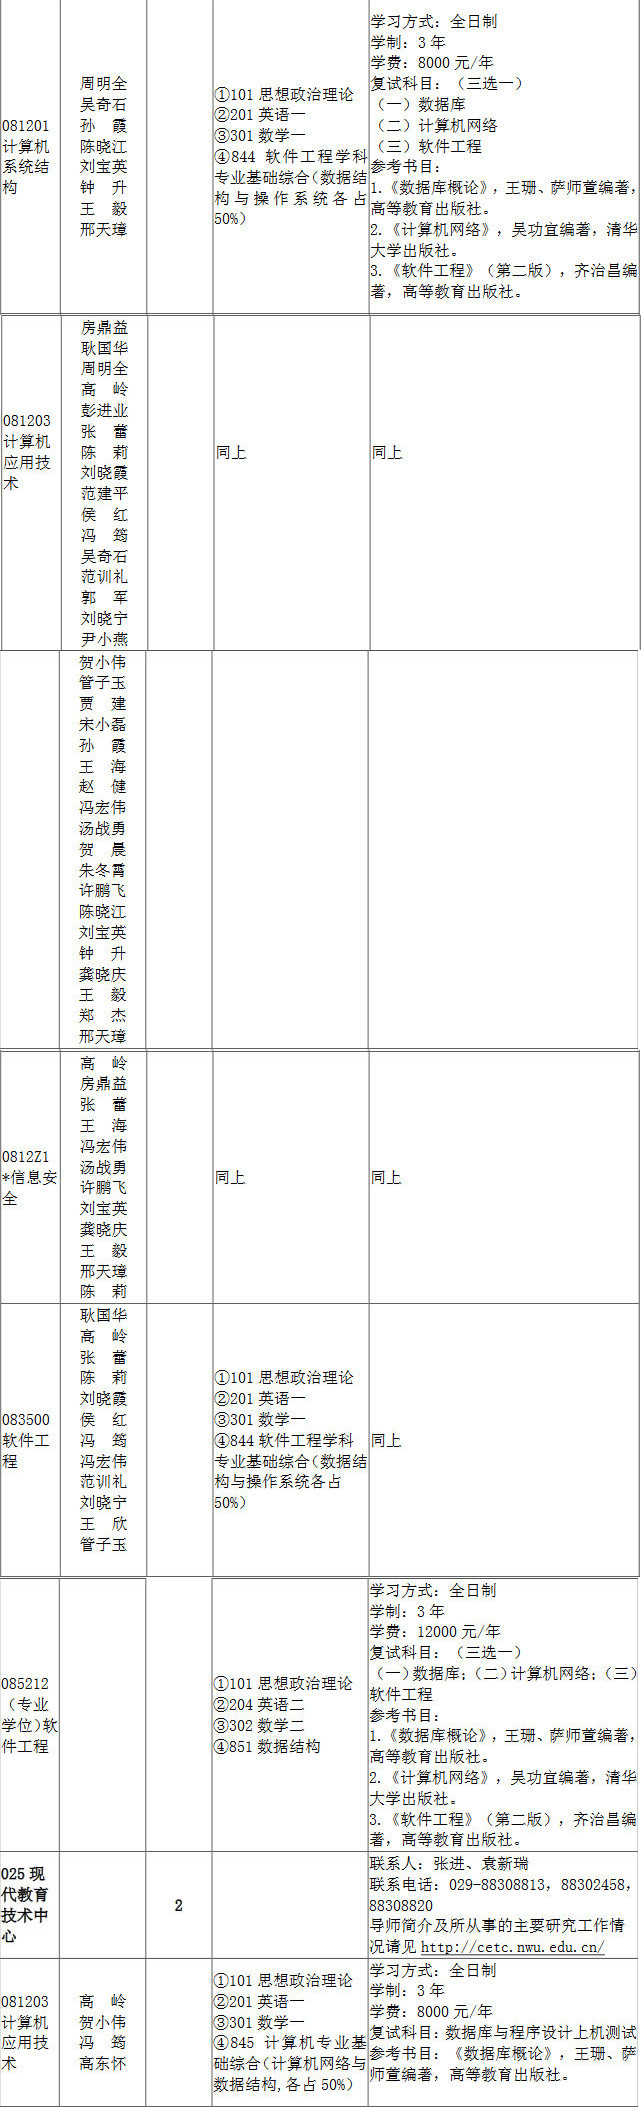 081201
计算机
系统结
构
周明全
吴奇石
孙　霞
陈晓江
刘宝英
钟　升
王　毅
邢天璋
①101 思想政治理论
②201 英语一
③301 数学一
④844 软件工程学科
专业基础综合（数据结
构与操作系统各占
50%）
学习方式：全日制
学制：3 年
学费：8000 元/年
复试科目：（三选一）
（一）数据库
（二）计算机网络
（三）软件工程
参考书目：
1.《数据库概论》，王珊、萨师萱编著，
高等教育出版社。
2.《计算机网络》，吴功宜编著，清华
大学出版社。
3.《软件工程》（第二版），齐治昌编
著，高等教育出版社。
081203
计算机
应用技
术
房鼎益
耿国华
周明全
高　岭
彭进业
张　蕾
陈　莉
刘晓霞
范建平
侯　红
冯　筠
吴奇石
范训礼
郭　军
刘晓宁
尹小燕
同上
同上
贺小伟
管子玉
贾　建
宋小磊
孙　霞
王　海
赵　健
冯宏伟
汤战勇
贺　晨
朱冬霄
许鹏飞
陈晓江
刘宝英
钟　升
龚晓庆
王　毅
郑　杰
邢天璋
0812Z1
*信息安
全
高　岭
房鼎益
张　蕾
王　海
冯宏伟
汤战勇
许鹏飞
刘宝英
龚晓庆
王　毅
邢天璋
陈　莉
同上
同上
083500
软件工
程
耿国华
高　岭
张　蕾
陈　莉
刘晓霞
侯　红
冯　筠
冯宏伟
范训礼
刘晓宁
王　欣
管子玉
①101 思想政治理论
②201 英语一
③301 数学一
④844 软件工程学科
专业基础综合（数据结
构与操作系统各占
50%）
同上
085212
（专业
学位）软
件工程
①101 思想政治理论
②204 英语二
③302 数学二
④851 数据结构
学习方式：全日制
学制：3 年
学费：12000 元/年
复试科目：（三选一）
（一）数据库；（二）计算机网络；（三）
软件工程
参考书目：
1.《数据库概论》，王珊、萨师萱编著，
高等教育出版社。
2.《计算机网络》，吴功宜编著，清华
大学出版社。
3.《软件工程》（第二版），齐治昌编
著，高等教育出版社。
025 现
代教育
技术中
心
2
联系人：张进、袁新瑞
联系电话：029-88308813，88302458，
88308820
导师简介及所从事的主要研究工作情
况请见 http://cetc.nwu.edu.cn/
081203
计算机
应用技
术
高　岭
贺小伟
冯　筠
高东怀
①101 思想政治理论
②201 英语一
③301 数学一
④845 计算机专业基
础综合（计算机网络与
数据结构,各占 50%）
学习方式：全日制
学制：3年
学费：8000 元/年
复试科目：数据库与程序设计上机测试
参考书目：《数据库概论》，王珊、萨
师萱编著，高等教育出版社。